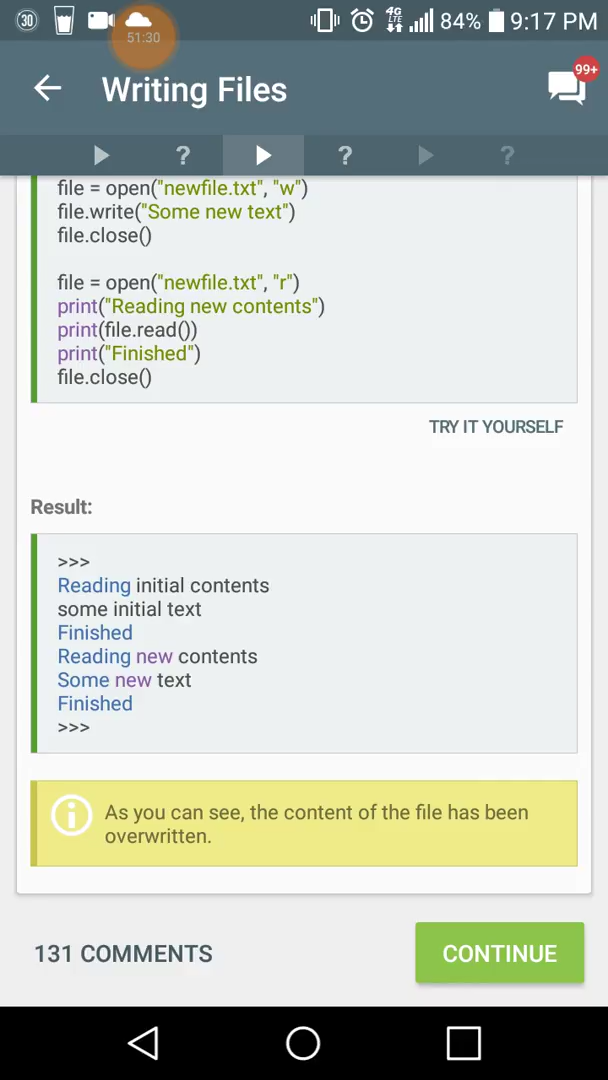 30
51:30
4G
LTE
84%
9:17 PM
Writing Files
99+
?
?
?
file = open("newfile.txt", "w")
file.write("Some new text")
file.close()
file = open("newfile.txt", "r")
print("Reading new contents")
print(file.read())
print("Finished")
file.close()
TRY IT YOURSELF
Result:
>>>
Reading initial contents
some initial text
Finished
Reading new contents
Some new text
Finished
>>>
As you can see, the content of the file has been
overwritten.
131 COMMENTS
CONTINUE